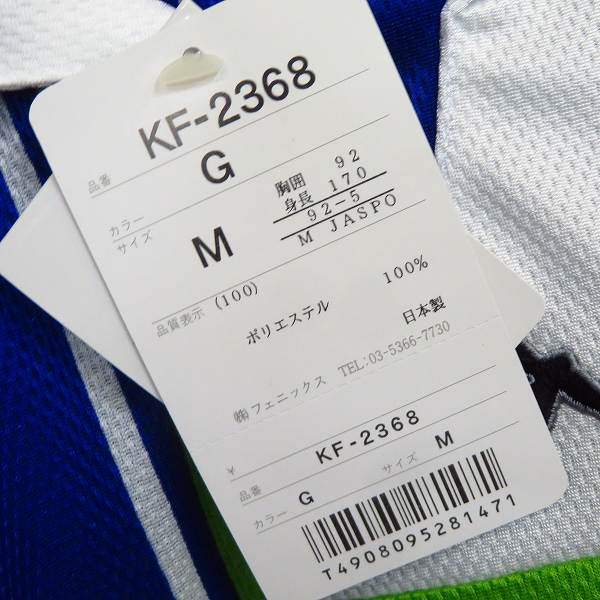 品番 KF-2368
カラー G
サイズ M
胸囲 92
身長 170
92-5
M JASPO
品質表示 (100)
ポリエステル 100%
日本製
㈱フェニックス TEL:03-5366-7730
¥
品番 KF-2368
カラー G サイズ M
T4908095281471